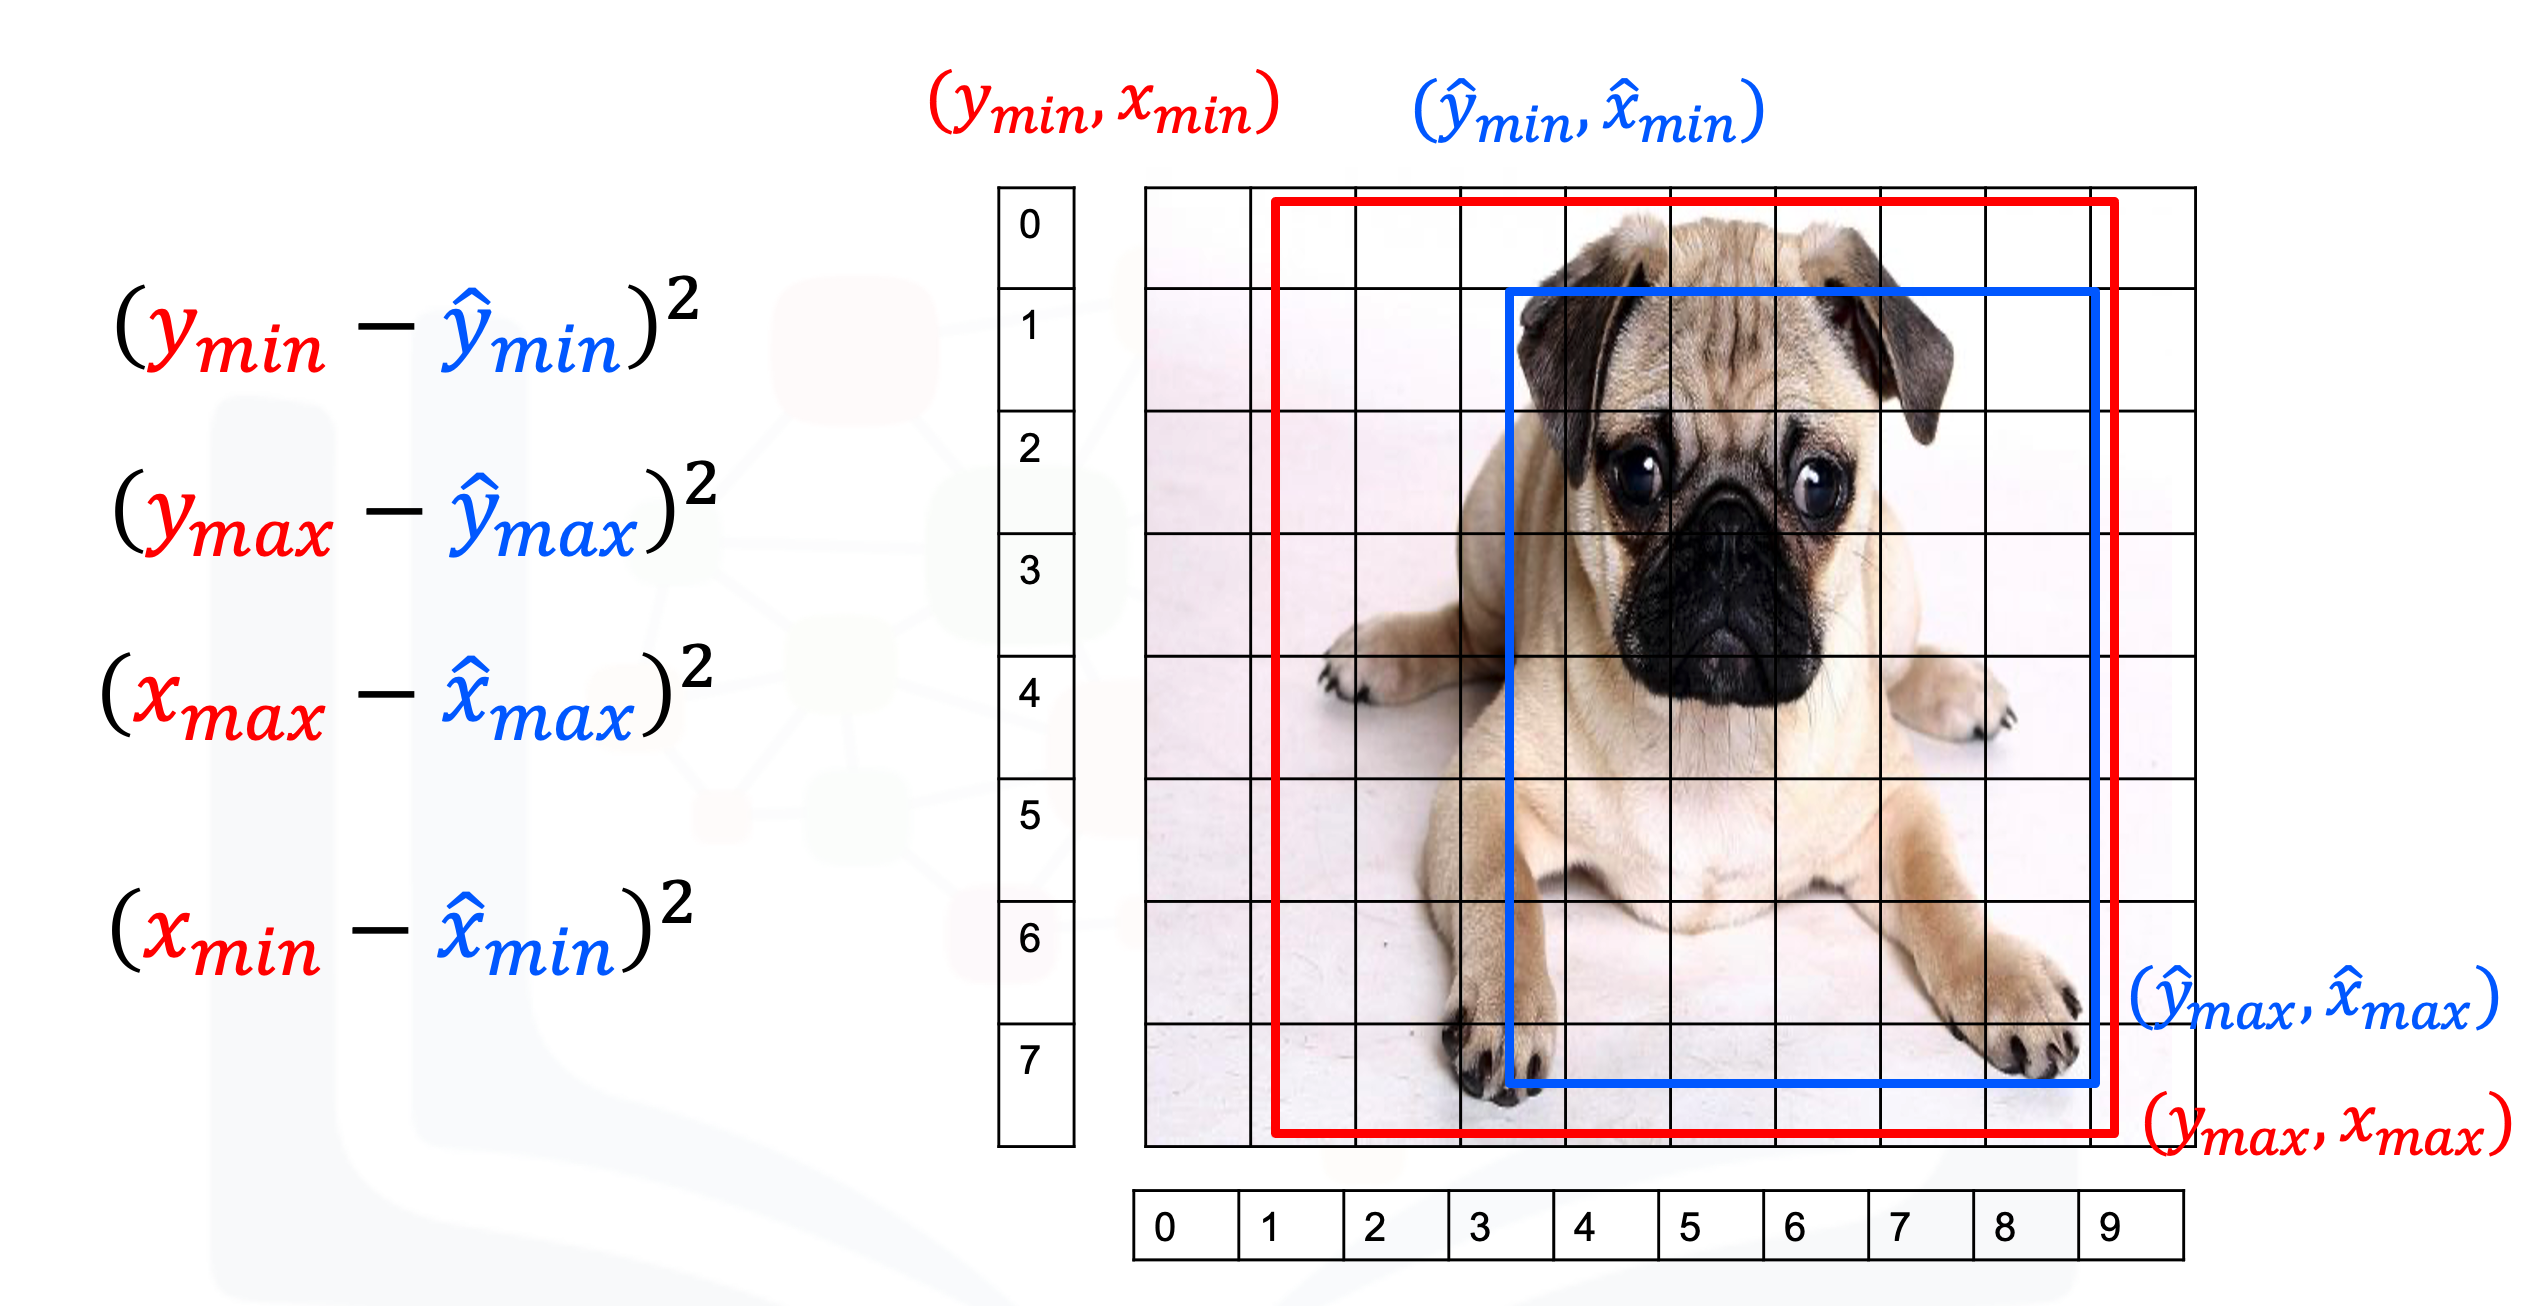 (y_min, x_min)
(ŷ_min, x̂_min)
(y_min − ŷ_min)²
(y_max − ŷ_max)²
(x_max − x̂_max)²
(x_min − x̂_min)²
0
1
2
3
4
5
6
7
(ŷ_max, x̂_max)
(y_max, x_max)
0 1 2 3 4 5 6 7 8 9